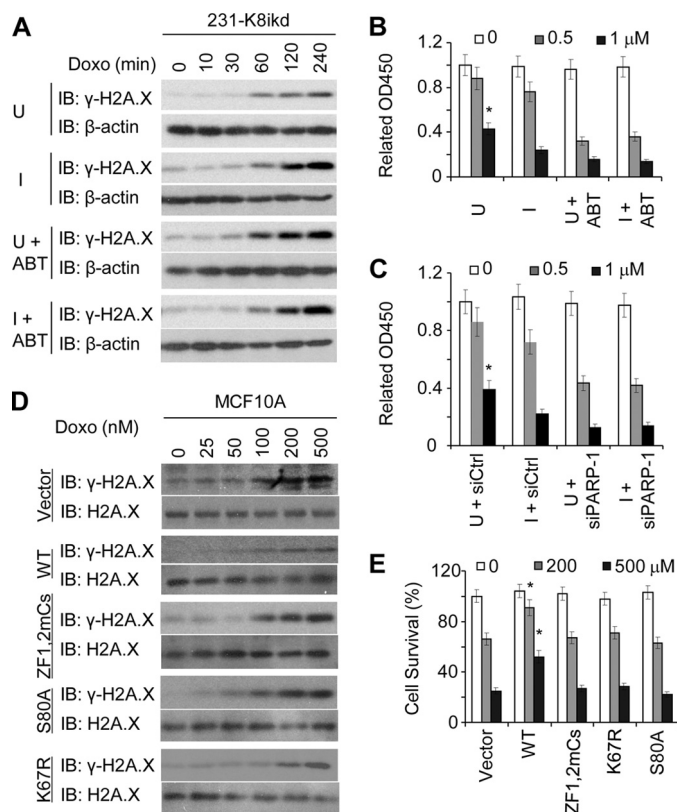 A
231-K8ikd
Doxo (min)
0 10 30 60 120 240
U
IB: γ-H2A.X
IB: β-actin
I
IB: γ-H2A.X
IB: β-actin
U +
ABT
IB: γ-H2A.X
IB: β-actin
I +
ABT
IB: γ-H2A.X
IB: β-actin
B
0 0.5 1 μM
Related OD450
1.2
0.8
0.4
0
*
U I U + ABT I + ABT
C
0 0.5 1 μM
Related OD450
1.2
0.8
0.4
0
*
U + siCtrl I + siCtrl U + siPARP-1 I + siPARP-1
D
MCF10A
Doxo (nM)
0 25 50 100 200 500
Vector
IB: γ-H2A.X
IB: H2A.X
WT
IB: γ-H2A.X
IB: H2A.X
ZF1,2mCs
IB: γ-H2A.X
IB: H2A.X
S80A
IB: γ-H2A.X
IB: H2A.X
K67R
IB: γ-H2A.X
IB: H2A.X
E
0 200 500 μM
Cell Survival (%)
120
80
40
0
*
*
Vector WT ZF1,2mCs K67R S80A